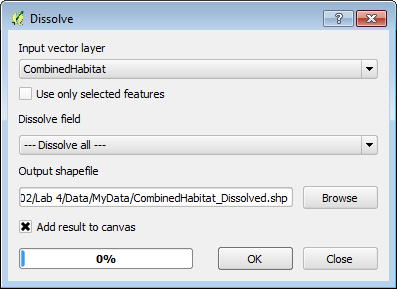 Dissolve
Input vector layer
CombinedHabitat
Use only selected features
Dissolve field
--- Dissolve all ---
Output shapefile
02/Lab 4/Data/MyData/CombinedHabitat_Dissolved.shp
Browse
Add result to canvas
0%
OK
Close